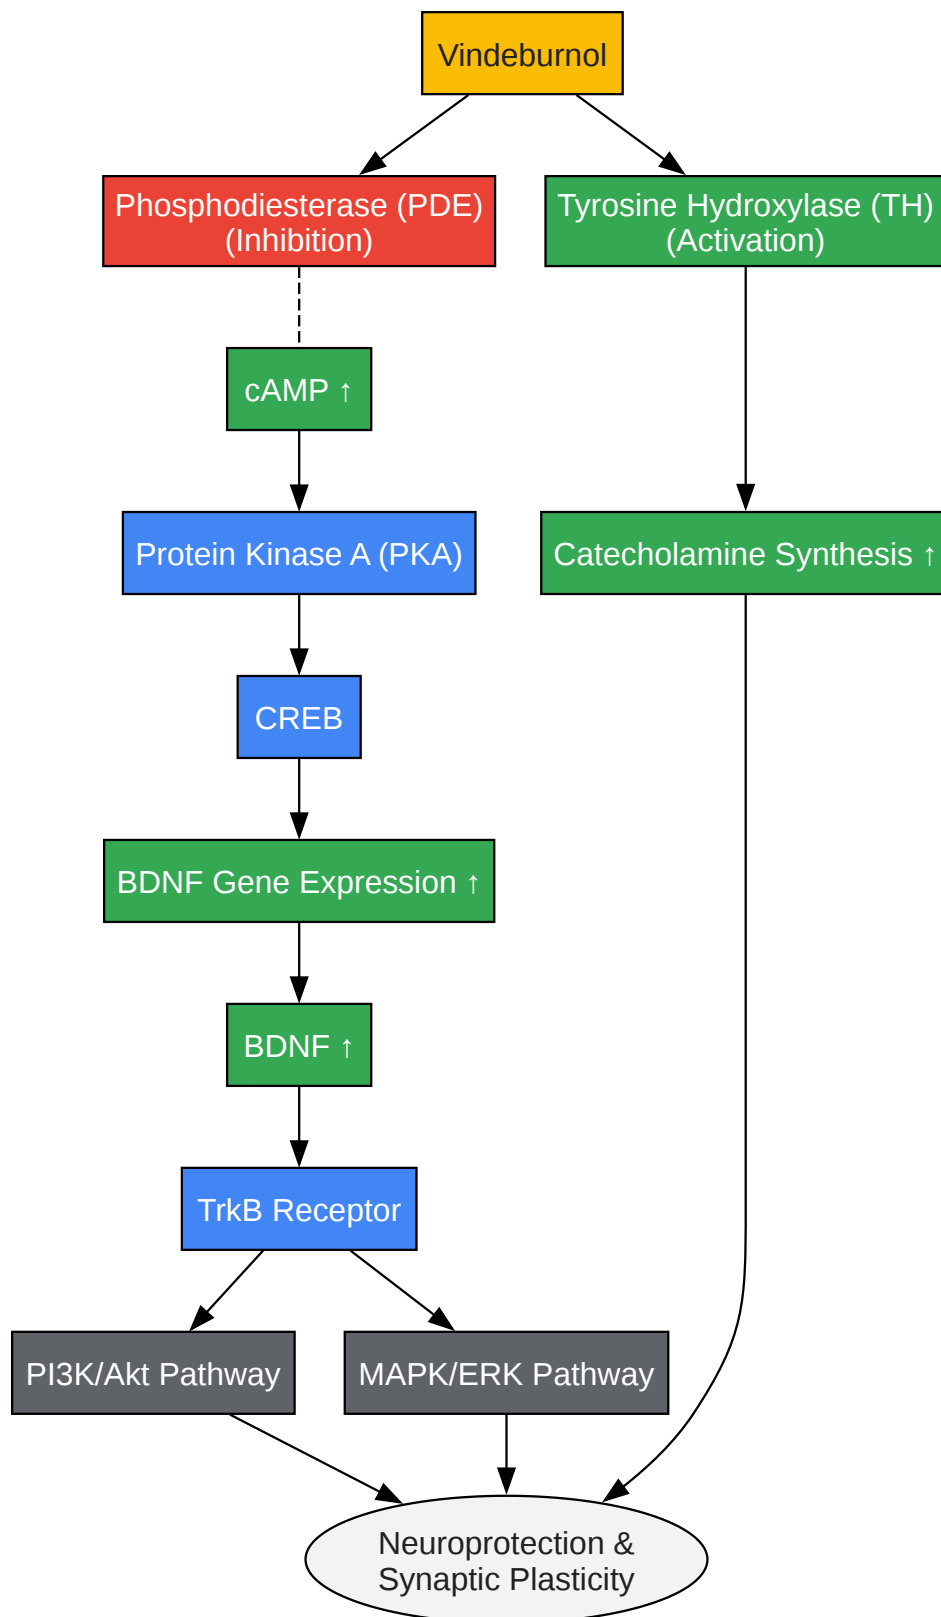 Vindeburnol
Phosphodiesterase (PDE)
(Inhibition)
Tyrosine Hydroxylase (TH)
(Activation)
cAMP ↑
Protein Kinase A (PKA)
Catecholamine Synthesis ↑
CREB
BDNF Gene Expression ↑
BDNF ↑
TrkB Receptor
PI3K/Akt Pathway
MAPK/ERK Pathway
Neuroprotection &
Synaptic Plasticity